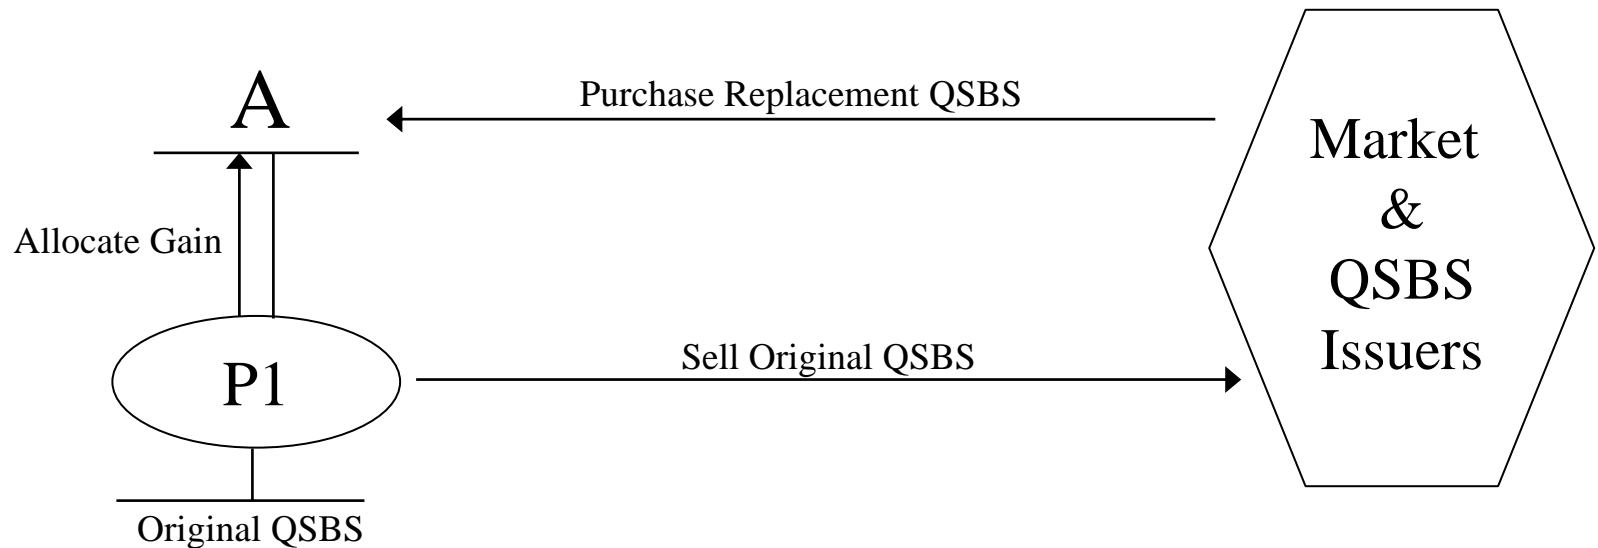 A
Purchase Replacement QSBS
Market
&
QSBS
Issuers
Allocate Gain
P1
Sell Original QSBS
Original QSBS